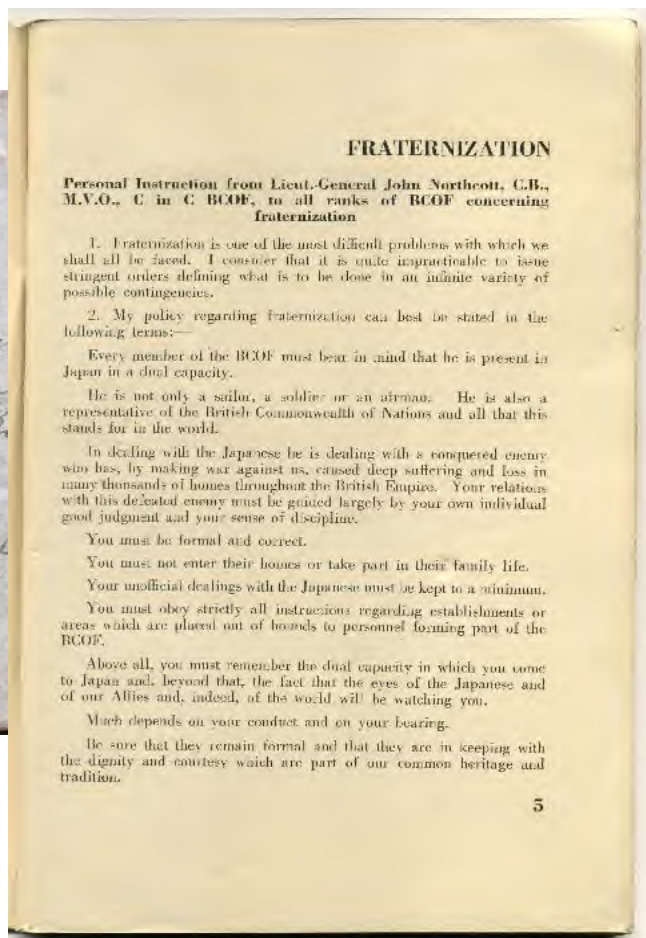 FRATERNIZATION
Personal Instruction from Lieut.-General John Northcott, C.B.,
M.V.O., C in C BCOF, to all ranks of BCOF concerning
fraternization
1. Fraternization is one of the most difficult problems with which we
shall all be faced. I consider that it is quite impracticable to issue
stringent orders defining what is to be done in an infinite variety of
possible contingencies.
2. My policy regarding fraternization can best be stated in the
following terms:—
Every member of the BCOF must bear in mind that he is present in
Japan in a dual capacity.
He is not only a sailor, a soldier or an airman. He is also a
representative of the British Commonwealth of Nations and all that this
stands for in the world.
In dealing with the Japanese he is dealing with a conquered enemy
who has, by making war against us, caused deep suffering and loss in
many thousands of homes throughout the British Empire. Your relations
with this defeated enemy must be guided largely by your own individual
good judgment and your sense of discipline.
You must be formal and correct.
You must not enter their homes or take part in their family life.
Your unofficial dealings with the Japanese must be kept to a minimum.
You must obey strictly all instructions regarding establishments or
areas which are placed out of bounds to personnel forming part of the
BCOF.
Above all, you must remember the dual capacity in which you come
to Japan and, beyond that, the fact that the eyes of the Japanese and
of our Allies and, indeed, of the world will be watching you.
Much depends on your conduct and on your bearing.
Be sure that they remain formal and that they are in keeping with
the dignity and courtesy which are part of our common heritage and
tradition.
5